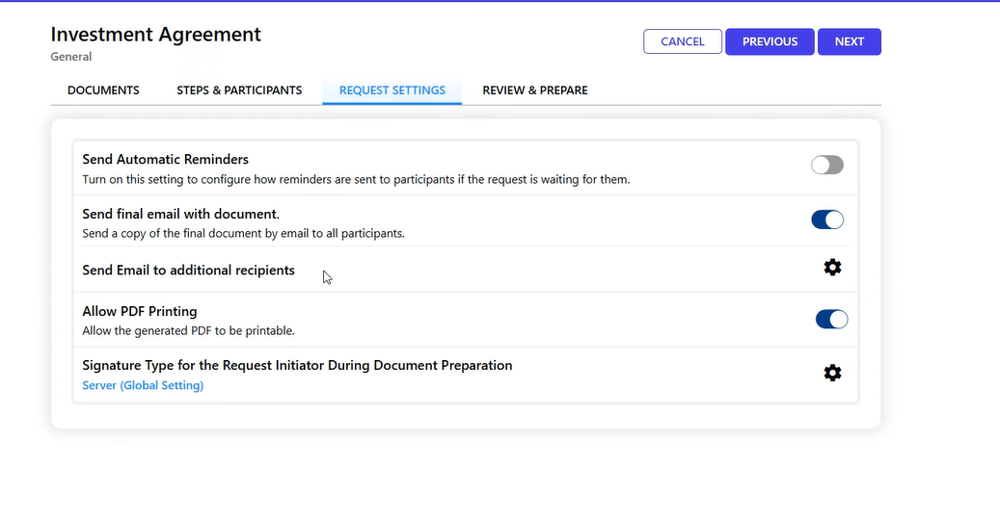 Investment Agreement
General
CANCEL PREVIOUS NEXT
DOCUMENTS STEPS & PARTICIPANTS REQUEST SETTINGS REVIEW & PREPARE
Send Automatic Reminders
Turn on this setting to configure how reminders are sent to participants if the request is waiting for them.
Send final email with document.
Send a copy of the final document by email to all participants.
Send Email to additional recipients
Allow PDF Printing
Allow the generated PDF to be printable.
Signature Type for the Request Initiator During Document Preparation
Server (Global Setting)